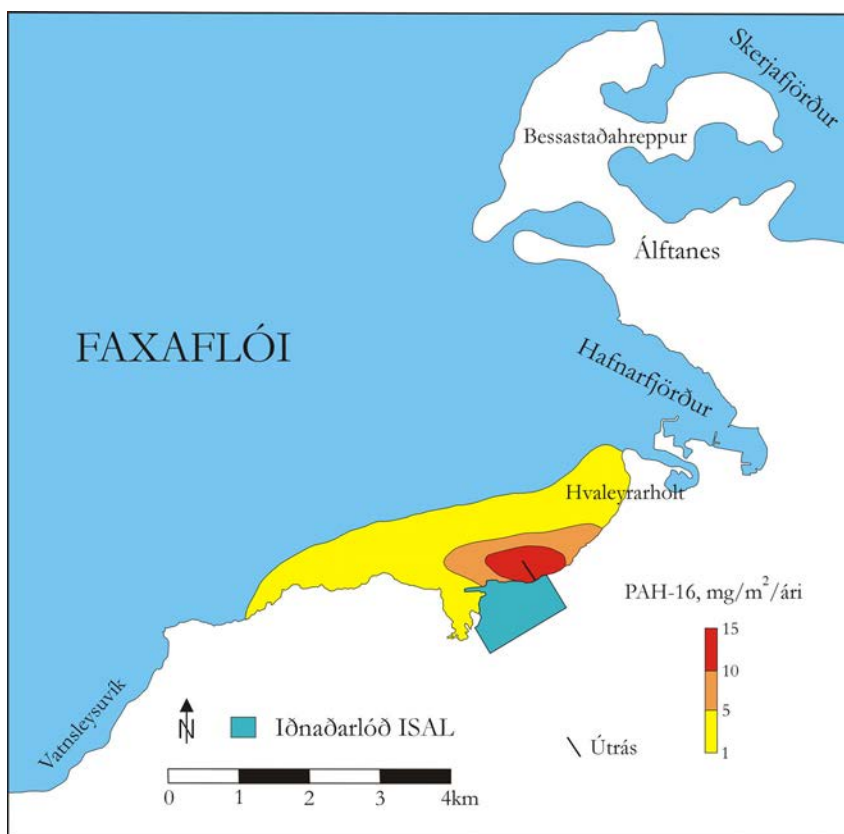 Skerjafjörður
Bessastaðahreppur
Álftanes
FAXAFLÓI
Hafnarfjörður
Hvaleyrarholt
PAH-16, mg/m²/ári
15
10
5
1
Vatnsleysuvík
N
Iðnaðarlóð ISAL
Útrás
0 1 2 3 4km